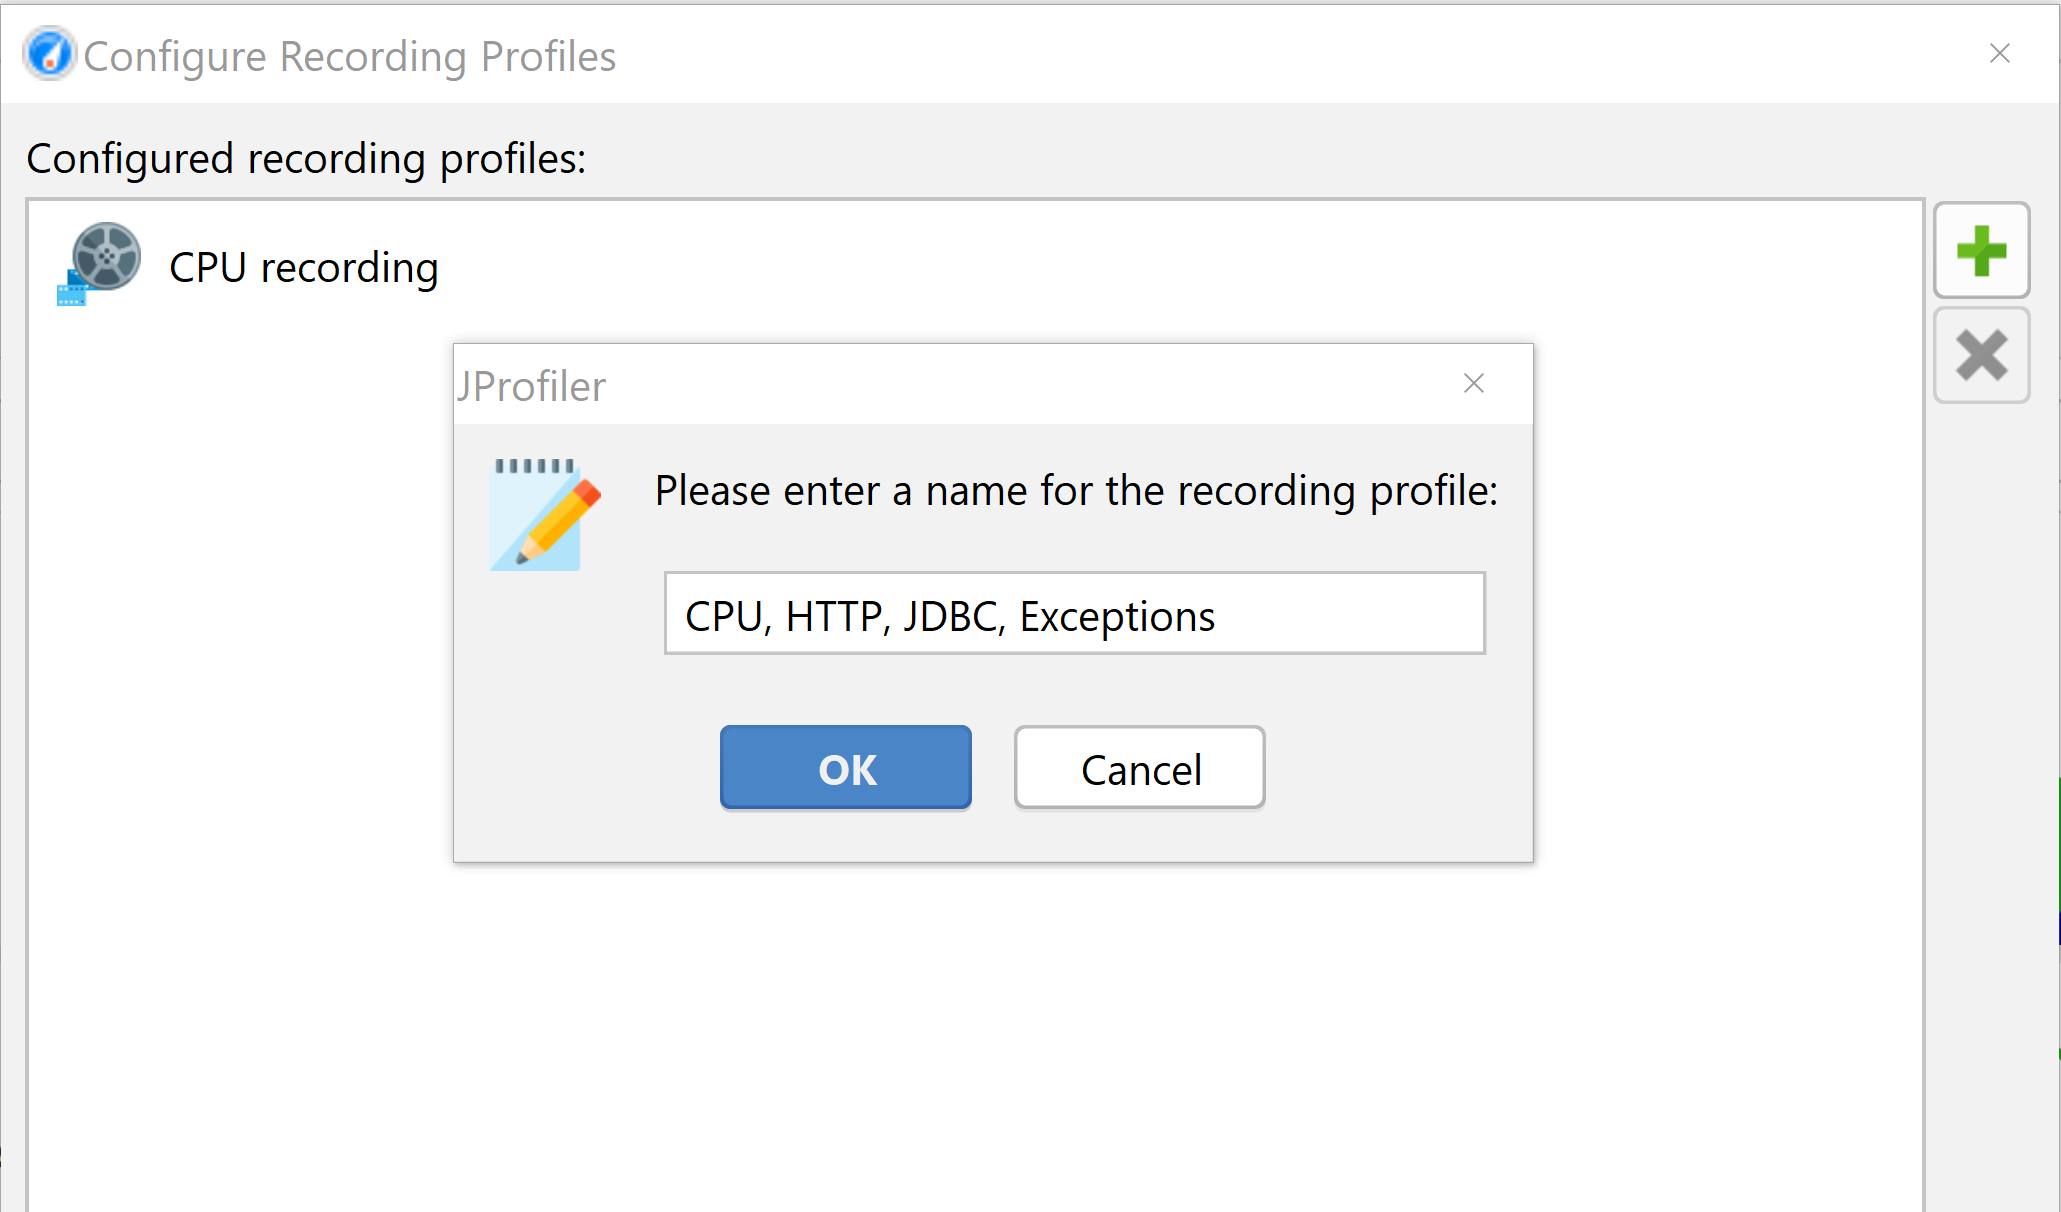 Configure Recording Profiles
Configured recording profiles:
CPU recording
JProfiler
Please enter a name for the recording profile:
CPU, HTTP, JDBC, Exceptions
OK
Cancel